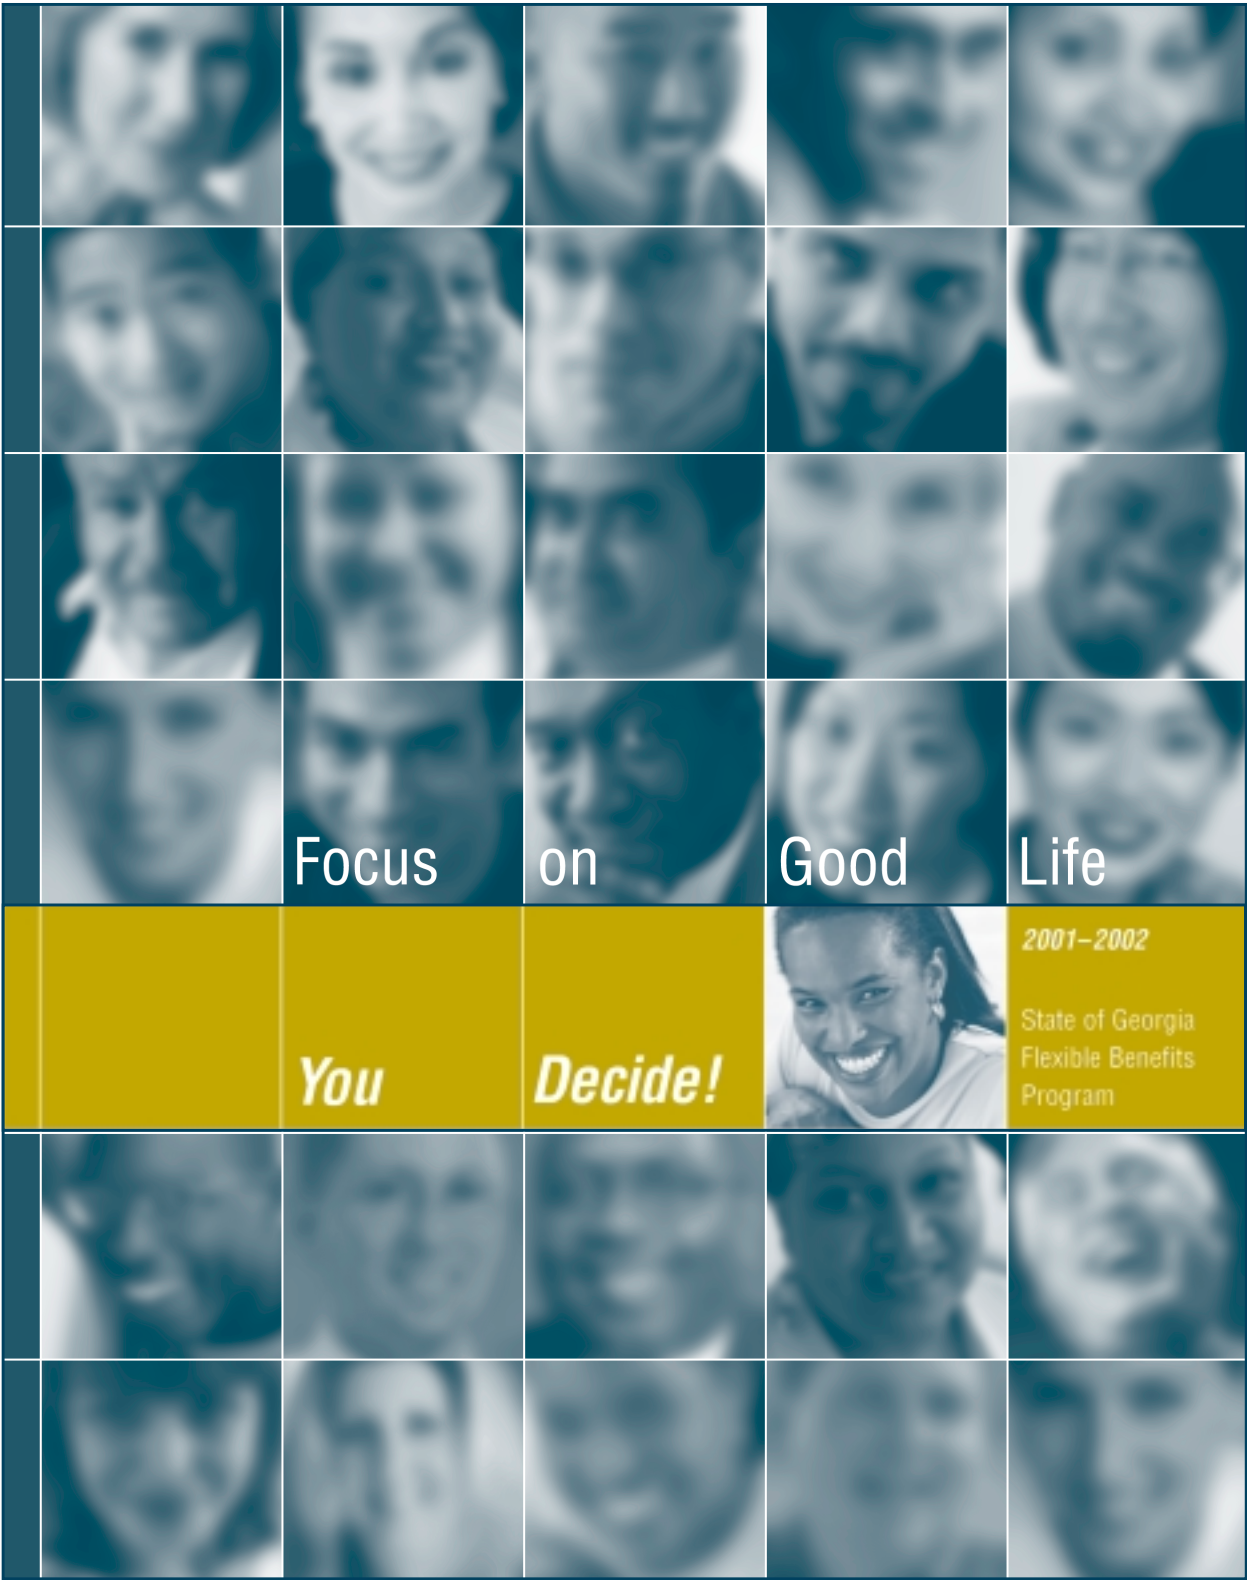 Focus on Good Life
2001–2002
State of Georgia
Flexible Benefits
Program
You Decide!